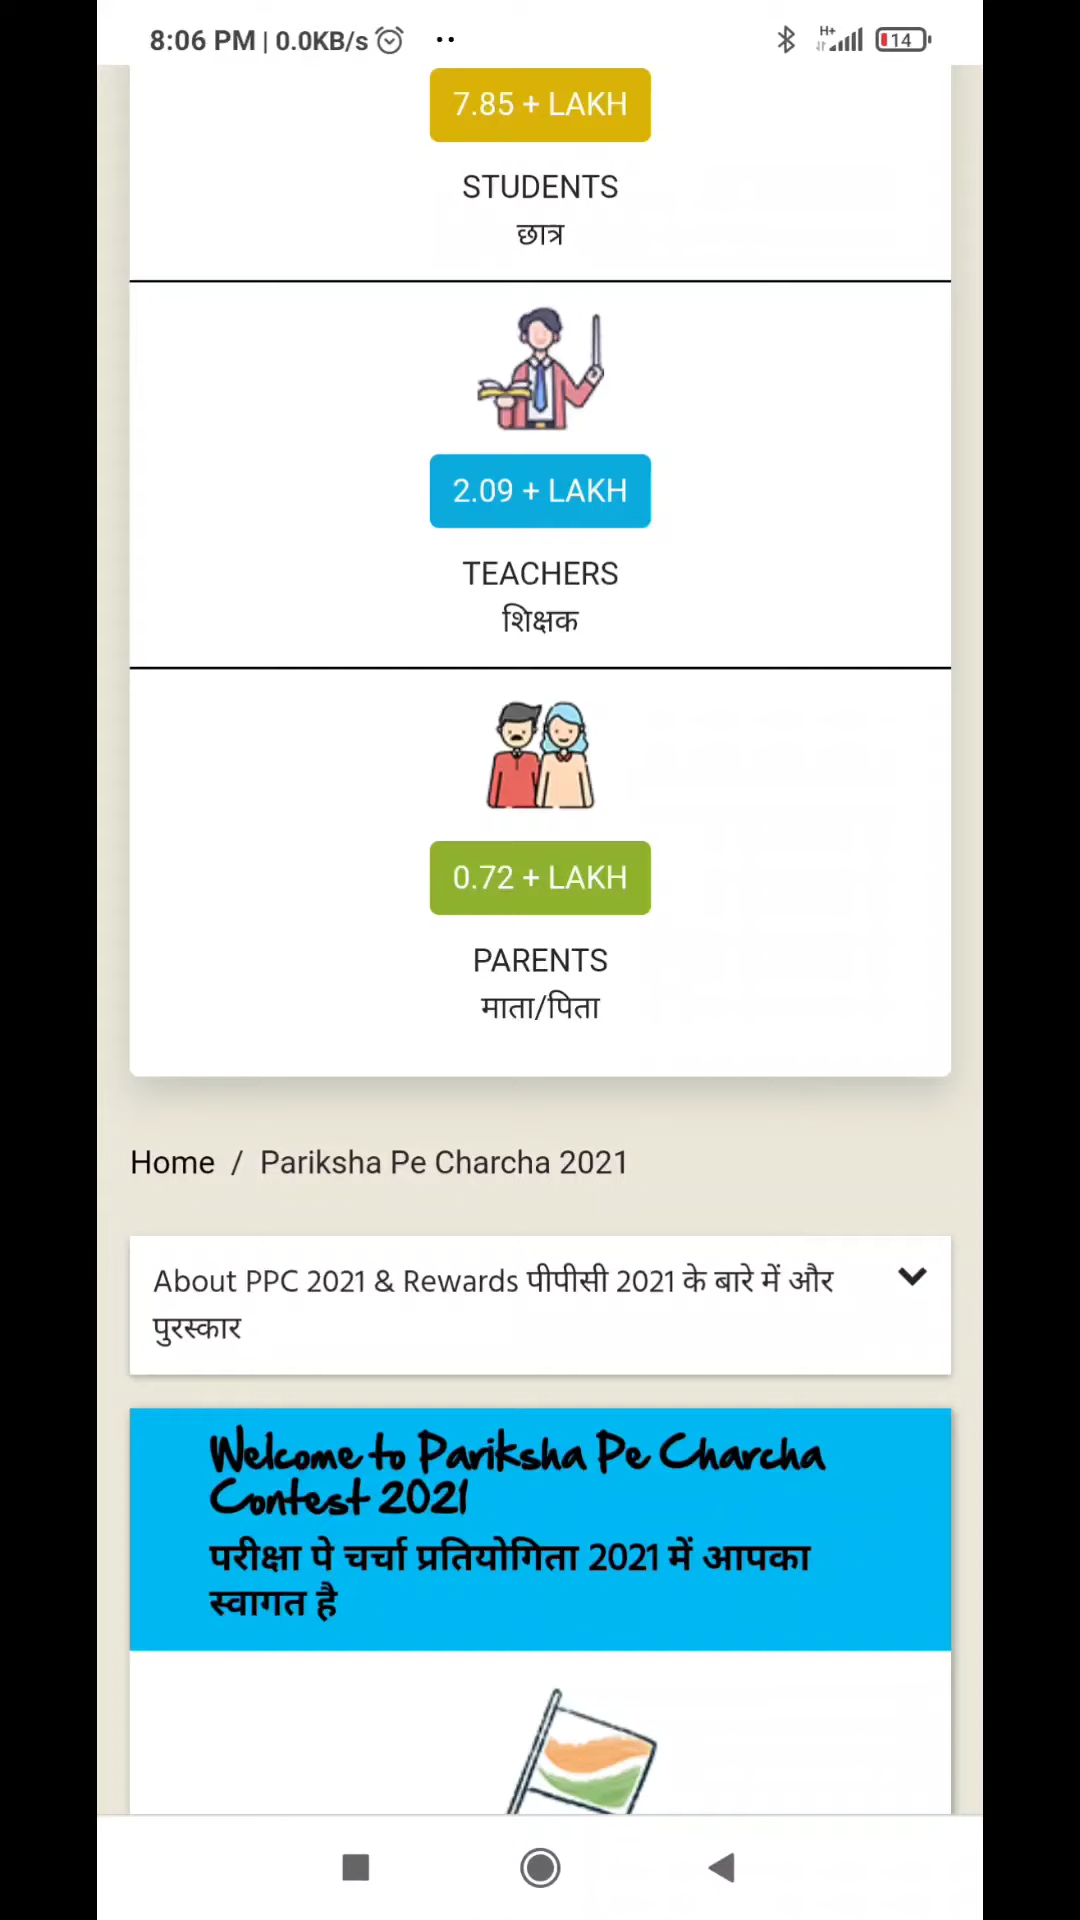 8:06 PM | 0.0KB/s
H+
14
7.85 + LAKH
STUDENTS
छात्र
2.09 + LAKH
TEACHERS
शिक्षक
0.72 + LAKH
PARENTS
माता/पिता
Home / Pariksha Pe Charcha 2021
About PPC 2021 & Rewards पीपीसी 2021 के बारे में और
पुरस्कार
Welcome to Pariksha Pe Charcha
Contest 2021
परीक्षा पे चर्चा प्रतियोगिता 2021 में आपका
स्वागत है